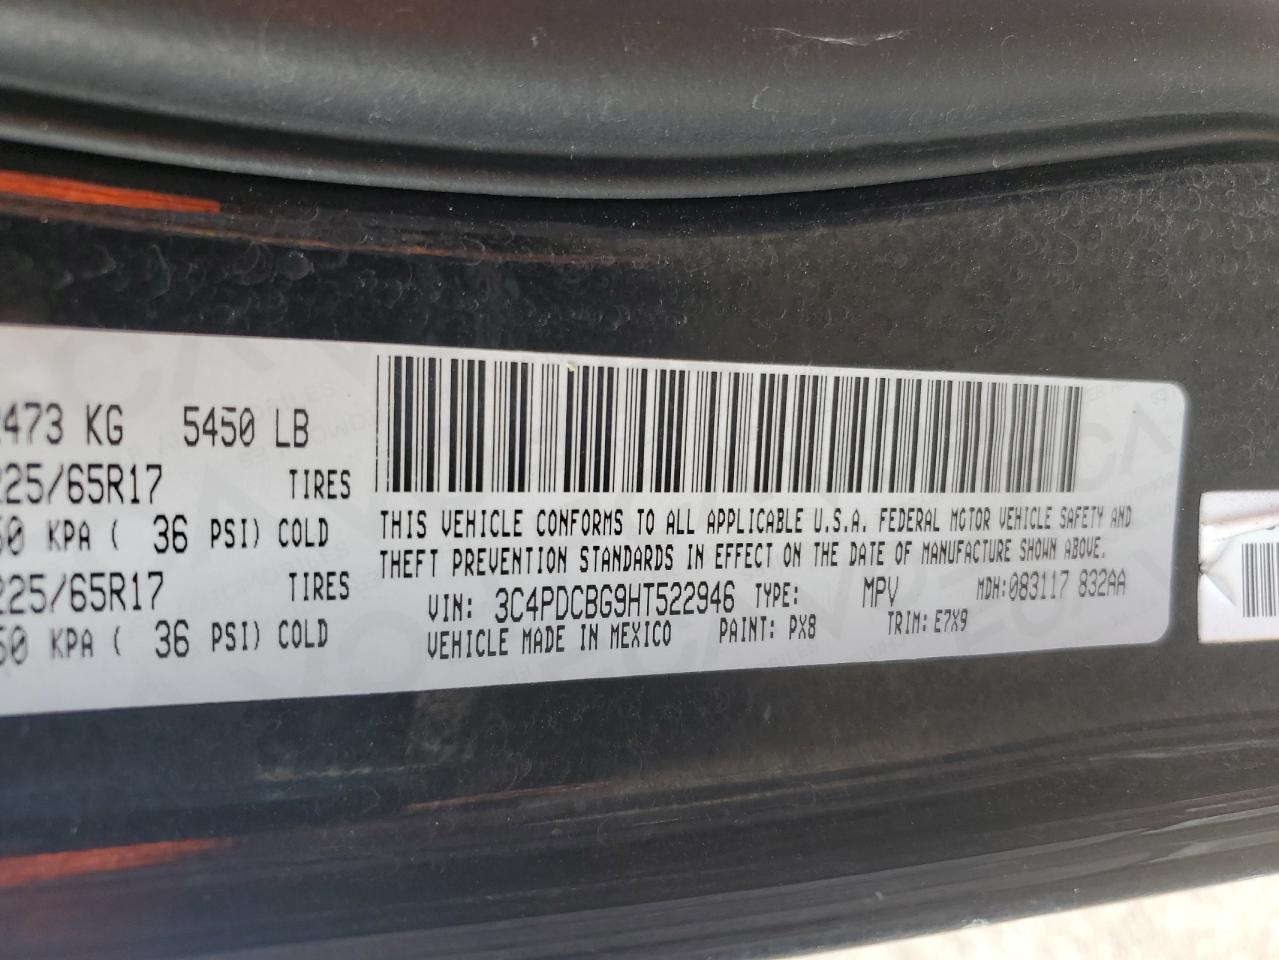 473 KG 5450 LB
225/65R17 TIRES
KPA ( 36 PSI) COLD
225/65R17 TIRES
KPA ( 36 PSI) COLD
THIS VEHICLE CONFORMS TO ALL APPLICABLE U.S.A. FEDERAL MOTOR VEHICLE SAFETY AND
THEFT PREVENTION STANDARDS IN EFFECT ON THE DATE OF MANUFACTURE SHOWN ABOVE.
VIN: 3C4PDCBG9HT522946 TYPE: MPV MDH:083117 832AA
VEHICLE MADE IN MEXICO PAINT: PX8 TRIM: E7X9